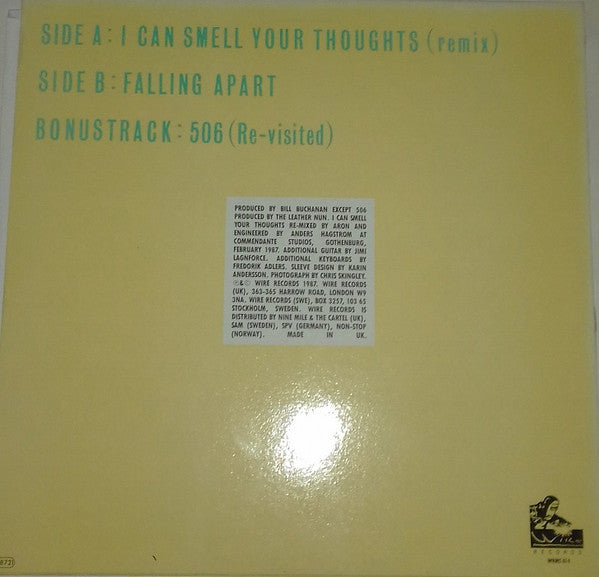 SIDE A: I CAN SMELL YOUR THOUGHTS (remix)
SIDE B: FALLING APART
BONUSTRACK: 506 (Re-visited)
PRODUCED BY BILL BUCHANAN EXCEPT 506
PRODUCED BY THE LEATHER NUN. I CAN SMELL
YOUR THOUGHTS RE-MIXED BY ARON AND
ENGINEERED BY ANDERS HAGSTROM AT
COMMENDANTE STUDIOS, GOTHENBURG,
FEBRUARY 1987. ADDITIONAL GUITAR BY JIMI
LAGNFORCE. ADDITIONAL KEYBOARDS BY
FREDORIK ADLERS. SLEEVE DESIGN BY KARIN
ANDERSSON. PHOTOGRAPH BY CHRIS SKINGLEY.
℗&© WIRE RECORDS 1987. WIRE RECORDS
(UK), 363-365 HARROW ROAD, LONDON W9
3NA. WIRE RECORDS (SWE), BOX 3257, 103 65
STOCKHOLM, SWEDEN. WIRE RECORDS IS
DISTRIBUTED BY NINE MILE & THE CARTEL (UK),
SAM (SWEDEN), SPV (GERMANY), NON-STOP
(NORWAY). MADE IN UK.
Wire
RECORDS
8721